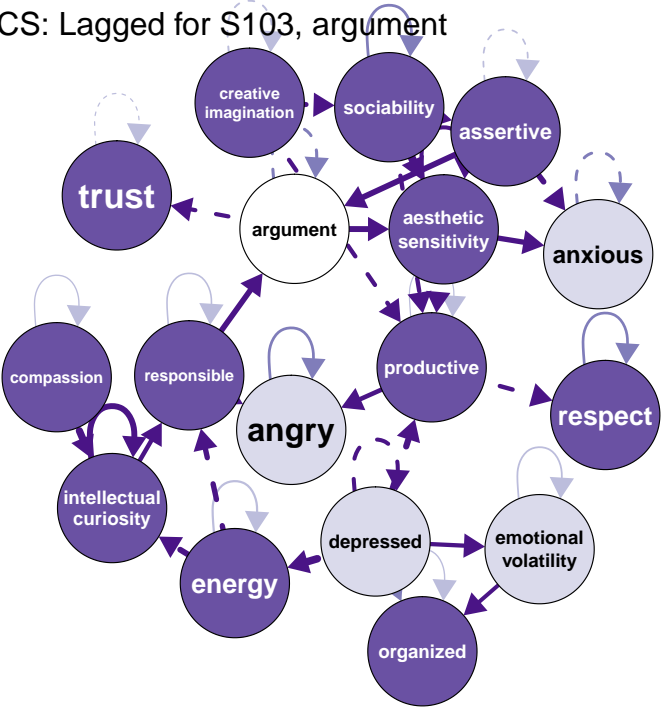 CS: Lagged for S103, argument
creative
imagination
sociability
assertive
trust
argument
aesthetic
sensitivity
anxious
compassion
responsible
productive
angry
respect
intellectual
curiosity
depressed
emotional
volatility
energy
organized